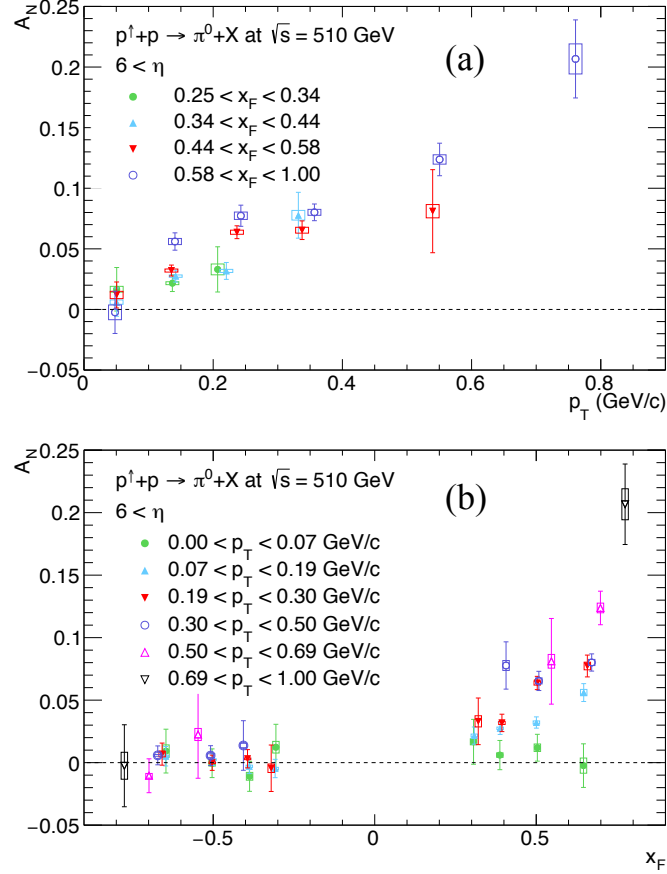 A_N
0.25
p↑+p → π⁰+X at √s = 510 GeV
(a)
6 < η
0.2
0.25 < x_F < 0.34
0.34 < x_F < 0.44
0.15
0.44 < x_F < 0.58
0.58 < x_F < 1.00
0.1
0.05
0
−0.05
0 0.2 0.4 0.6 0.8
p_T (GeV/c)
A_N
0.25
p↑+p → π⁰+X at √s = 510 GeV
(b)
6 < η
0.2
0.00 < p_T < 0.07 GeV/c
0.07 < p_T < 0.19 GeV/c
0.15
0.19 < p_T < 0.30 GeV/c
0.30 < p_T < 0.50 GeV/c
0.1
0.50 < p_T < 0.69 GeV/c
0.69 < p_T < 1.00 GeV/c
0.05
0
−0.05
−0.5 0 0.5
x_F